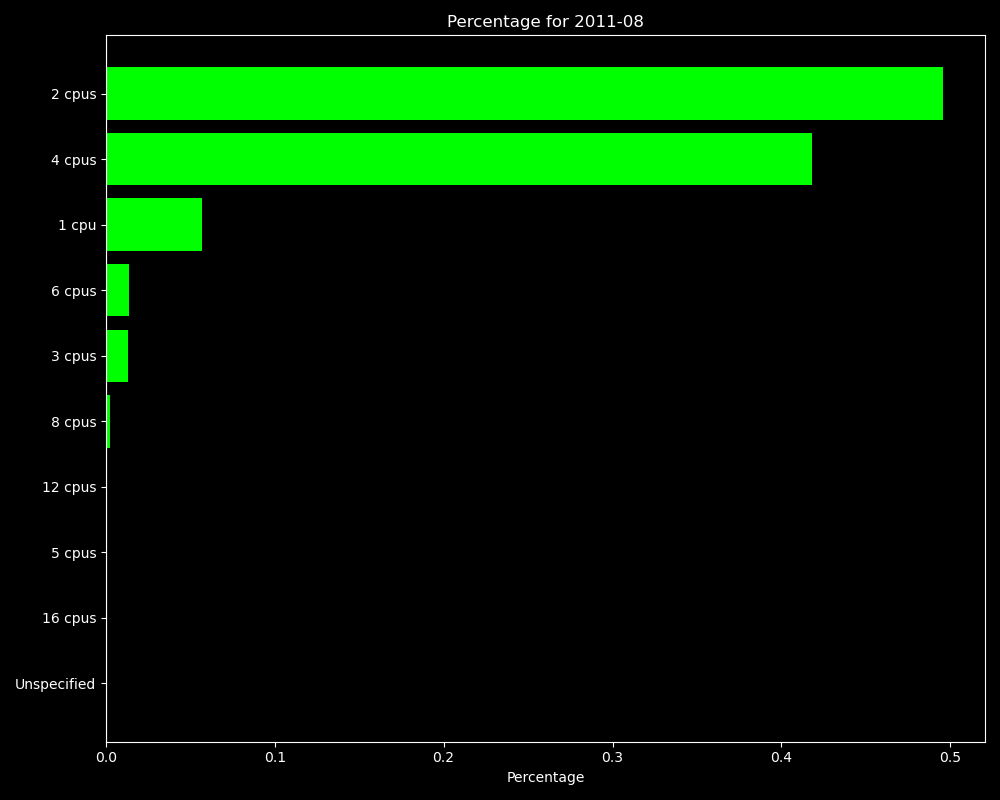 Percentage for 2011-08
2 cpus
4 cpus
1 cpu
6 cpus
3 cpus
8 cpus
12 cpus
5 cpus
16 cpus
Unspecified
0.0 0.1 0.2 0.3 0.4 0.5
Percentage